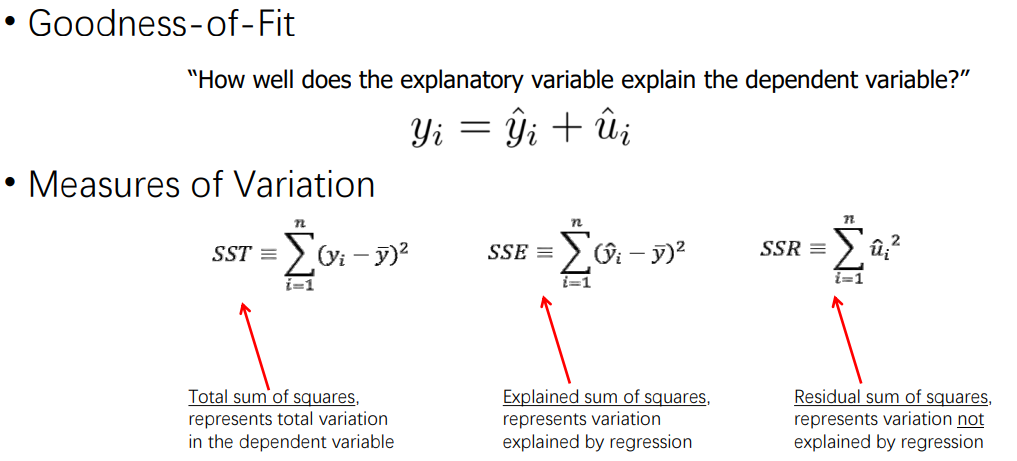 • Goodness-of-Fit
“How well does the explanatory variable explain the dependent variable?”
$y_i = \hat{y}_i + \hat{u}_i$
• Measures of Variation
$SST \equiv \sum_{i=1}^{n} (y_i - \bar{y})^2$
$SSE \equiv \sum_{i=1}^{n} (\hat{y}_i - \bar{y})^2$
$SSR \equiv \sum_{i=1}^{n} \hat{u}_i^2$
Total sum of squares,
represents total variation
in the dependent variable
Explained sum of squares,
represents variation
explained by regression
Residual sum of squares,
represents variation not
explained by regression